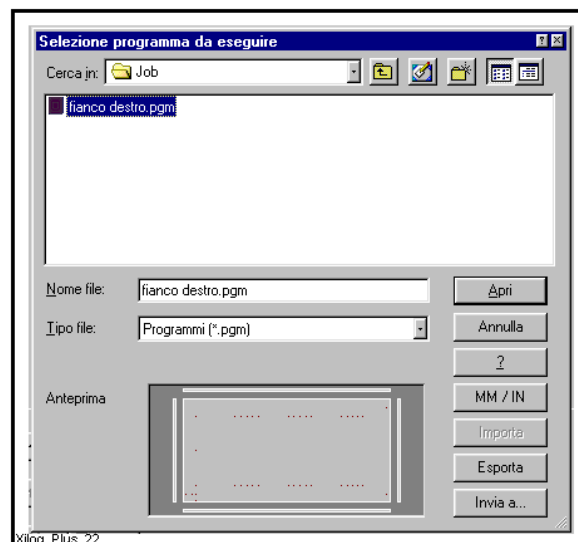 Selezione programma da eseguire
Cerca in: Job
fianco destro.pgm
Nome file: fianco destro.pgm Apri
Tipo file: Programmi (*.pgm) Annulla
?
Anteprima MM / IN
Importa
Esporta
Invia a...
Xilog Plus 22